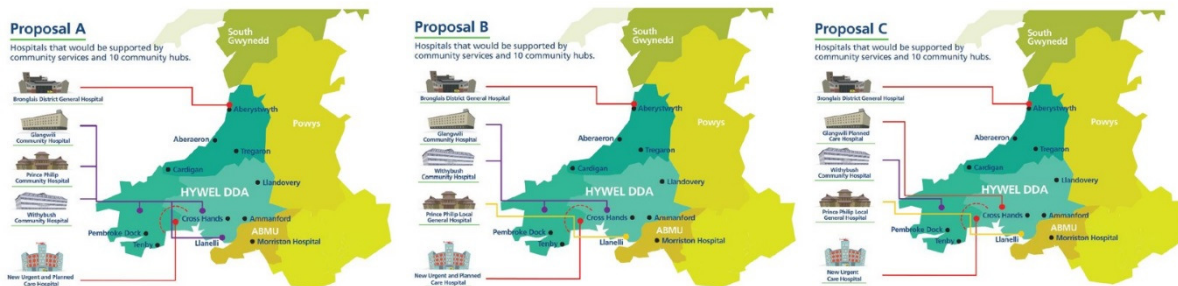 Proposal A
Hospitals that would be supported by
community services and 10 community hubs.
Bronglais District General Hospital
Glangwili
Community Hospital
Prince Philip
Community Hospital
Withybush
Community Hospital
New Urgent and Planned
Care Hospital
South
Gwynedd
Powys
Aberystwyth
Aberaeron
Tregaron
Cardigan
Llandovery
HYWEL DDA
Cross Hands
Ammanford
Pembroke Dock
Tenby
Llanelli
ABMU
Morriston Hospital
Proposal B
Hospitals that would be supported by
community services and 10 community hubs.
Bronglais District General Hospital
Glangwili
Community Hospital
Withybush
Community Hospital
Prince Philip Local
General Hospital
New Urgent and Planned
Care Hospital
South
Gwynedd
Powys
Aberystwyth
Aberaeron
Tregaron
Cardigan
Llandovery
HYWEL DDA
Cross Hands
Ammanford
Pembroke Dock
Tenby
Llanelli
ABMU
Morriston Hospital
Proposal C
Hospitals that would be supported by
community services and 10 community hubs.
Bronglais District General Hospital
Glangwili Planned
Care Hospital
Withybush
Community Hospital
Prince Philip Local
General Hospital
New Urgent
Care Hospital
South
Gwynedd
Powys
Aberystwyth
Aberaeron
Tregaron
Cardigan
Llandovery
HYWEL DDA
Cross Hands
Ammanford
Pembroke Dock
Tenby
Llanelli
ABMU
Morriston Hospital